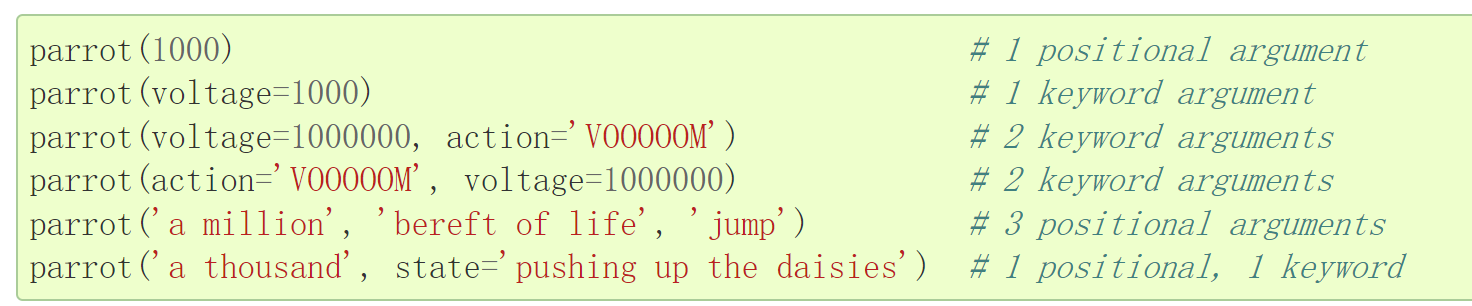 parrot(1000)                                          # 1 positional argument
parrot(voltage=1000)                                  # 1 keyword argument
parrot(voltage=1000000, action='VOOOOOM')             # 2 keyword arguments
parrot(action='VOOOOOM', voltage=1000000)             # 2 keyword arguments
parrot('a million', 'bereft of life', 'jump')         # 3 positional arguments
parrot('a thousand', state='pushing up the daisies')  # 1 positional, 1 keyword